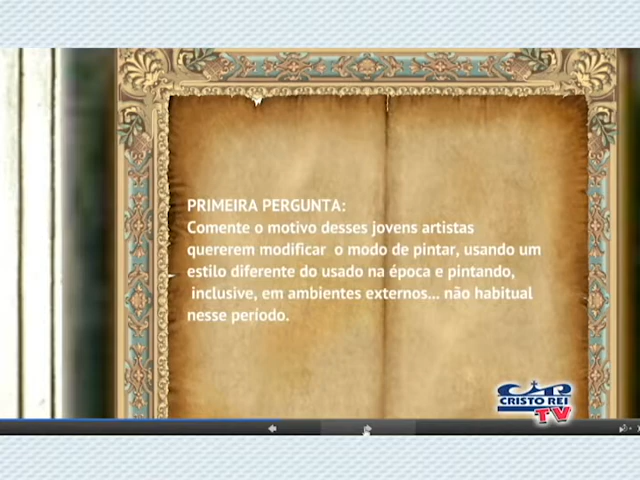 PRIMEIRA PERGUNTA:
Comente o motivo desses jovens artistas
quererem modificar o modo de pintar, usando um
estilo diferente do usado na época e pintando,
inclusive, em ambientes externos... não habitual
nesse período.
CRISTO REI
TV